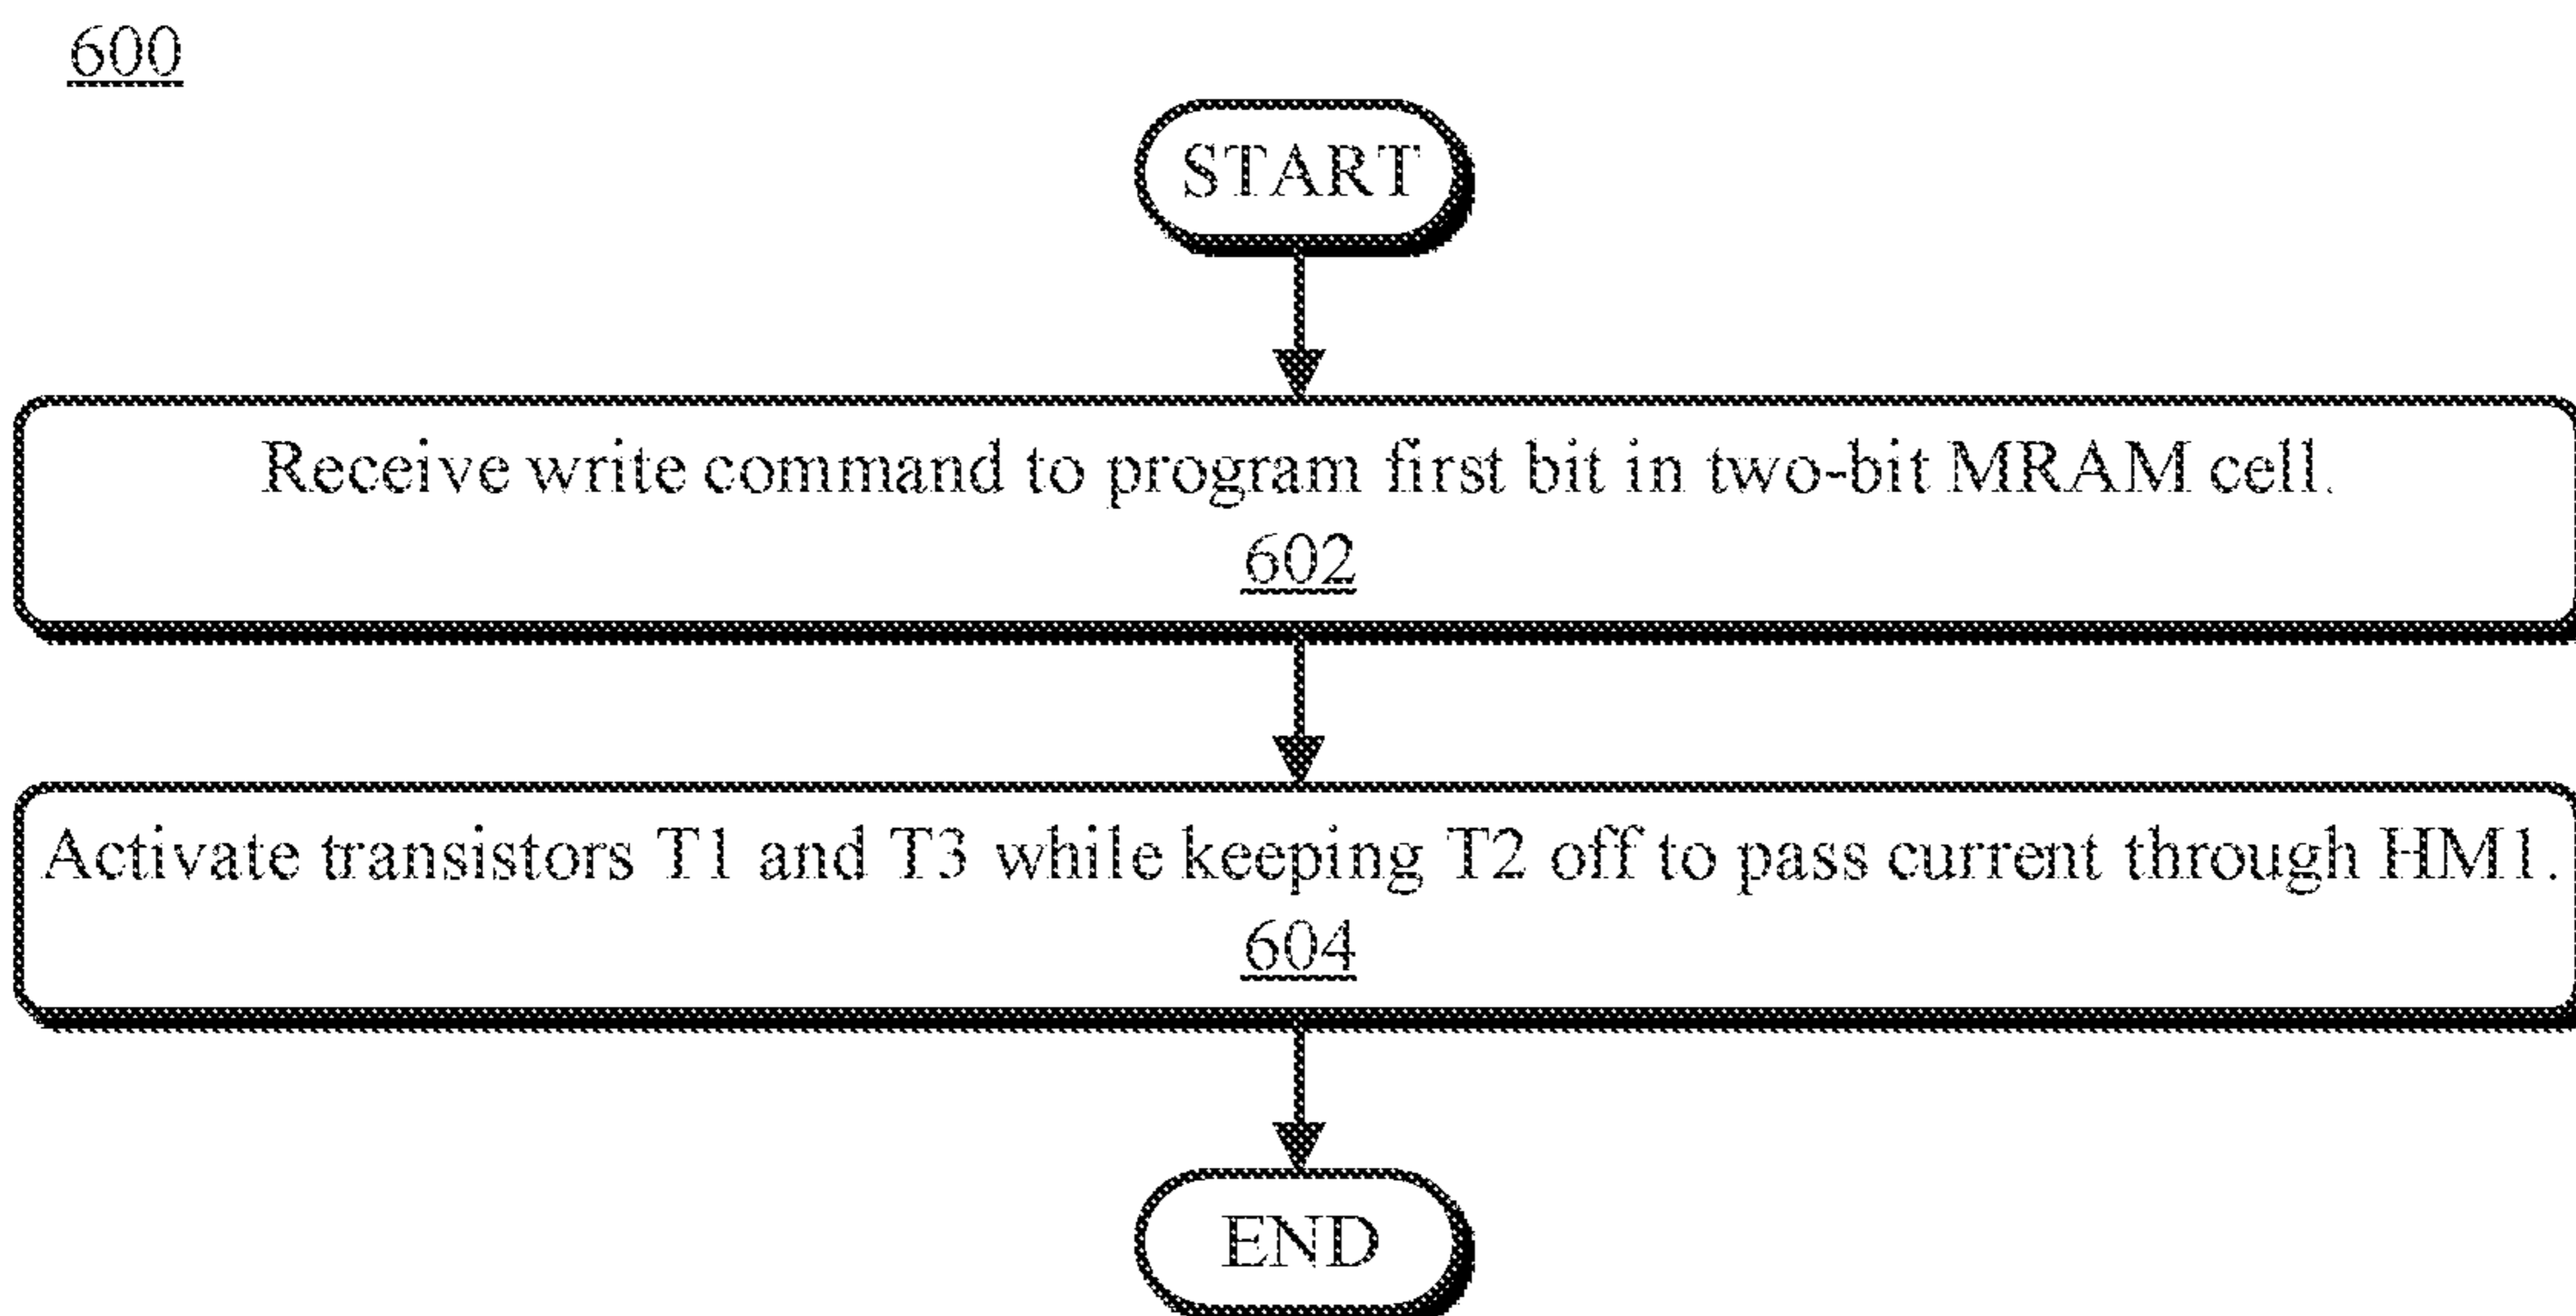 600
START
Receive write command to program first bit in two-bit MRAM cell.
602
Activate transistors T1 and T3 while keeping T2 off to pass current through HM1.
604
END